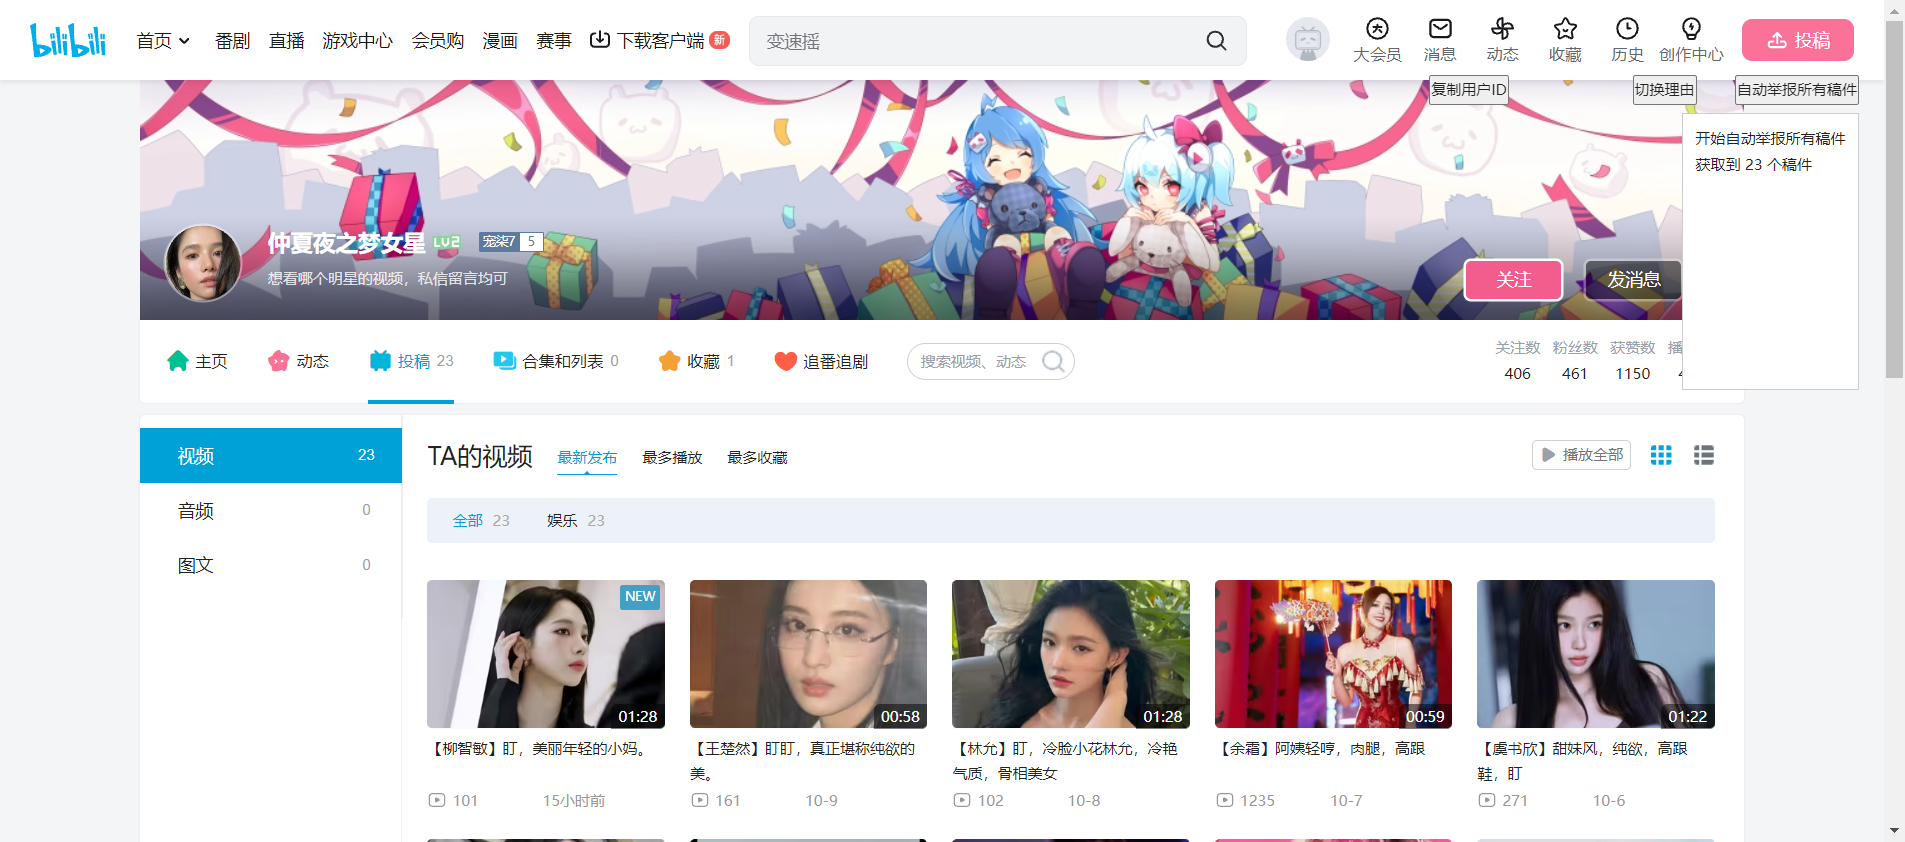 bilibili 首页 番剧 直播 游戏中心 会员购 漫画 赛事 下载客户端 新 变速摇 大会员 消息 动态 收藏 历史 创作中心 投稿
复制用户ID 切换理由 自动举报所有稿件
开始自动举报所有稿件
获取到 23 个稿件
仲夏夜之梦女星 LV2 宠柒7 5
想看哪个明星的视频，私信留言均可
关注 发消息
主页 动态 投稿 23 合集和列表 0 收藏 1 追番追剧 搜索视频、动态
关注数 粉丝数 获赞数 播
406 461 1150
视频 23
音频 0
图文 0
TA的视频 最新发布 最多播放 最多收藏 播放全部
全部 23 娱乐 23
NEW
01:28 00:58 01:28 00:59 01:22
【柳智敏】盯，美丽年轻的小妈。
101 15小时前
【王楚然】盯盯，真正堪称纯欲的
美。
161 10-9
【林允】盯，冷脸小花林允，冷艳
气质，骨相美女
102 10-8
【余霜】阿姨轻哼，肉腿，高跟
1235 10-7
【虞书欣】甜妹风，纯欲，高跟
鞋，盯
271 10-6